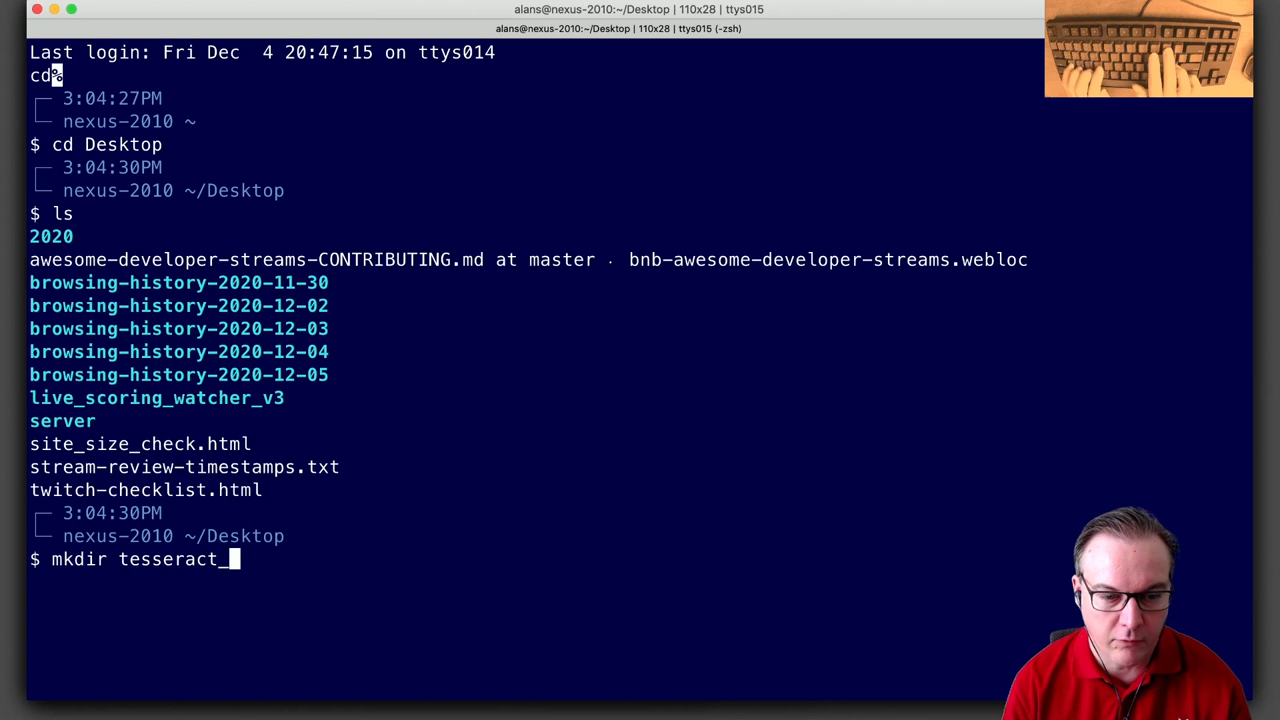 alans@nexus-2010:~/Desktop | 110x28 | ttys015
alans@nexus-2010:~/Desktop | 110x28 | ttys015 (-zsh)
Last login: Fri Dec  4 20:47:15 on ttys014
cd%
3:04:27PM
nexus-2010 ~
$ cd Desktop
3:04:30PM
nexus-2010 ~/Desktop
$ ls
2020
awesome-developer-streams-CONTRIBUTING.md at master · bnb-awesome-developer-streams.webloc
browsing-history-2020-11-30
browsing-history-2020-12-02
browsing-history-2020-12-03
browsing-history-2020-12-04
browsing-history-2020-12-05
live_scoring_watcher_v3
server
site_size_check.html
stream-review-timestamps.txt
twitch-checklist.html
3:04:30PM
nexus-2010 ~/Desktop
$ mkdir tesseract_